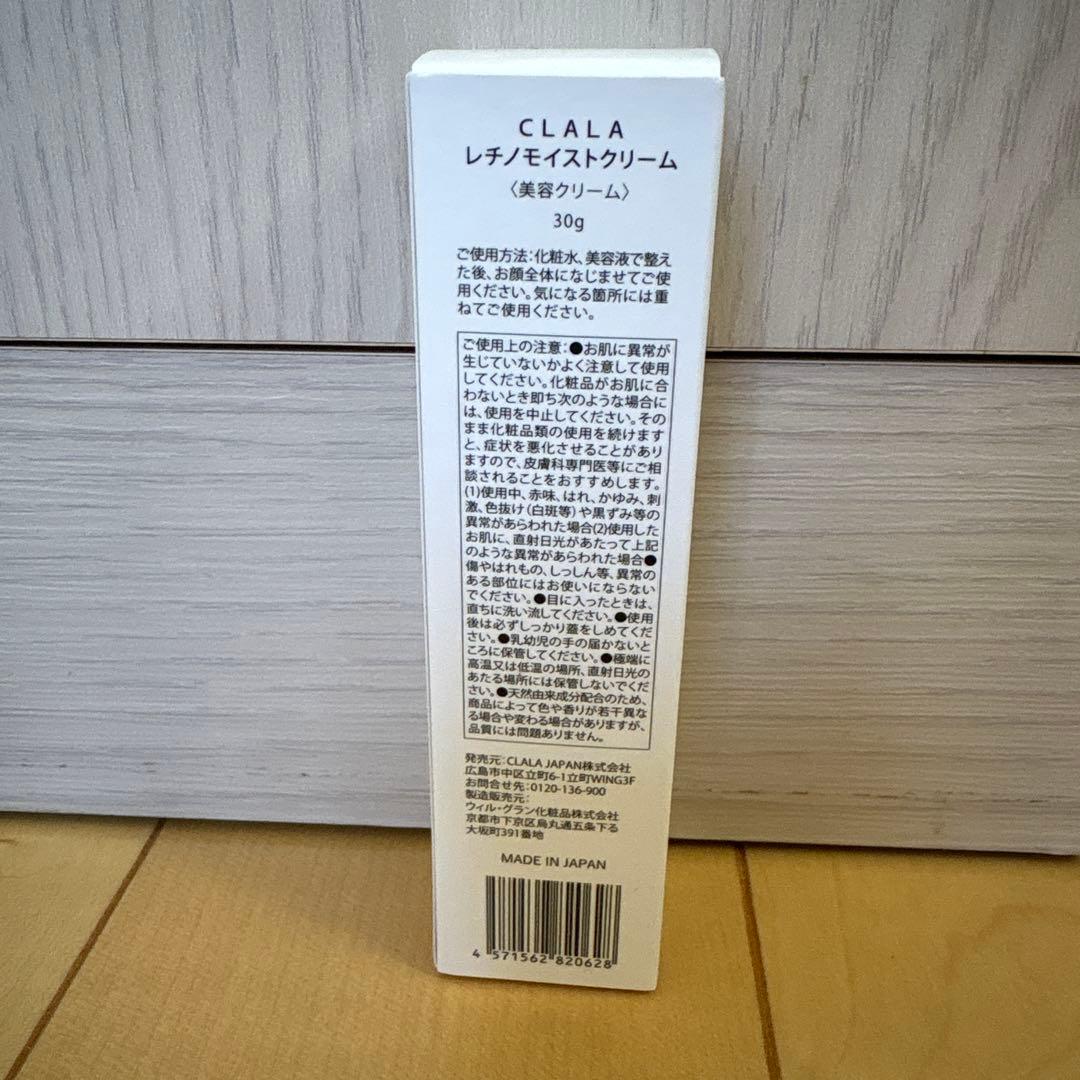 CLALA
レチノモイストクリーム
〈美容クリーム〉
30g
ご使用方法:化粧水、美容液で整え
た後、お顔全体になじませてご使
用ください。気になる箇所には重
ねてご使用ください。
ご使用上の注意:●お肌に異常が
生じていないかよく注意して使用
してください。化粧品がお肌に合
わないとき即ち次のような場合に
は、使用を中止してください。その
まま化粧品類の使用を続けます
と、症状を悪化させることがあり
ますので、皮膚科専門医等にご相
談されることをおすすめします。
(1)使用中、赤味、はれ、かゆみ、刺
激、色抜け(白斑等)や黒ずみ等の
異常があらわれた場合(2)使用した
お肌に、直射日光があたって上記
のような異常があらわれた場合●
傷やはれもの、しっしん等、異常の
ある部位にはお使いにならない
でください。●目に入ったときは、
直ちに洗い流してください。●使用
後は必ずしっかり蓋をしめてくだ
さい。●乳幼児の手の届かないと
ころに保管してください。●極端に
高温又は低温の場所、直射日光の
あたる場所には保管しないでくだ
さい。●天然由来成分配合のため、
商品によって色や香りが若干異な
る場合や変わる場合がありますが、
品質には問題ありません。
発売元:CLALA JAPAN株式会社
広島市中区立町6-1立町WING3F
お問合せ先:0120-136-900
製造販売元:
ウィル・グラン化粧品株式会社
京都市下京区烏丸通五条下る
大坂町391番地
MADE IN JAPAN
4 571562 820628